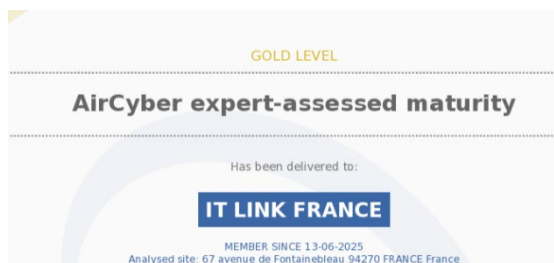 GOLD LEVEL
AirCyber expert-assessed maturity
Has been delivered to:
IT LINK FRANCE
MEMBER SINCE 13-06-2025
Analysed site: 67 avenue de Fontainebleau 94270 FRANCE France